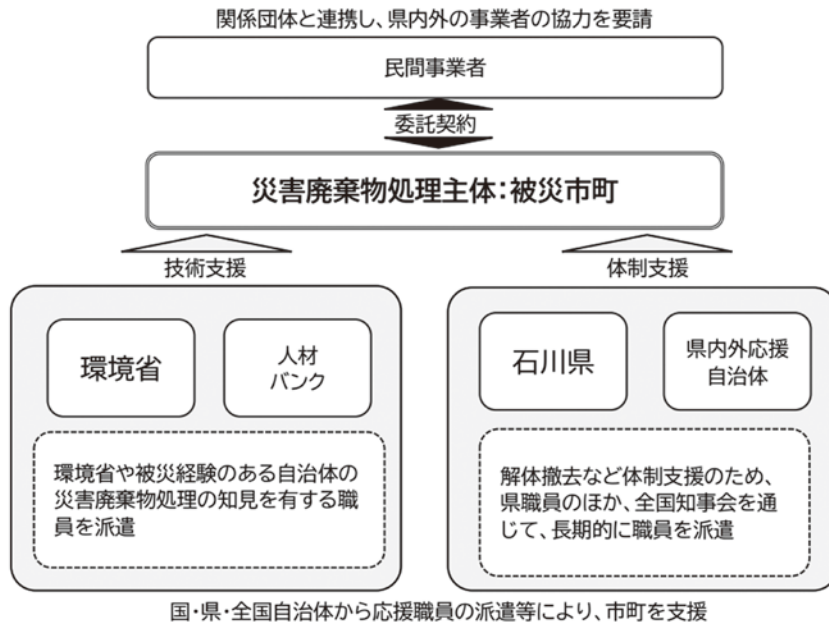 関係団体と連携し、県内外の事業者の協力を要請
民間事業者
委託契約
災害廃棄物処理主体:被災市町
技術支援
体制支援
環境省
人材
バンク
環境省や被災経験のある自治体の
災害廃棄物処理の知見を有する職
員を派遣
石川県
県内外応援
自治体
解体撤去など体制支援のため、
県職員のほか、全国知事会を通
じて、長期的に職員を派遣
国・県・全国自治体から応援職員の派遣等により、市町を支援